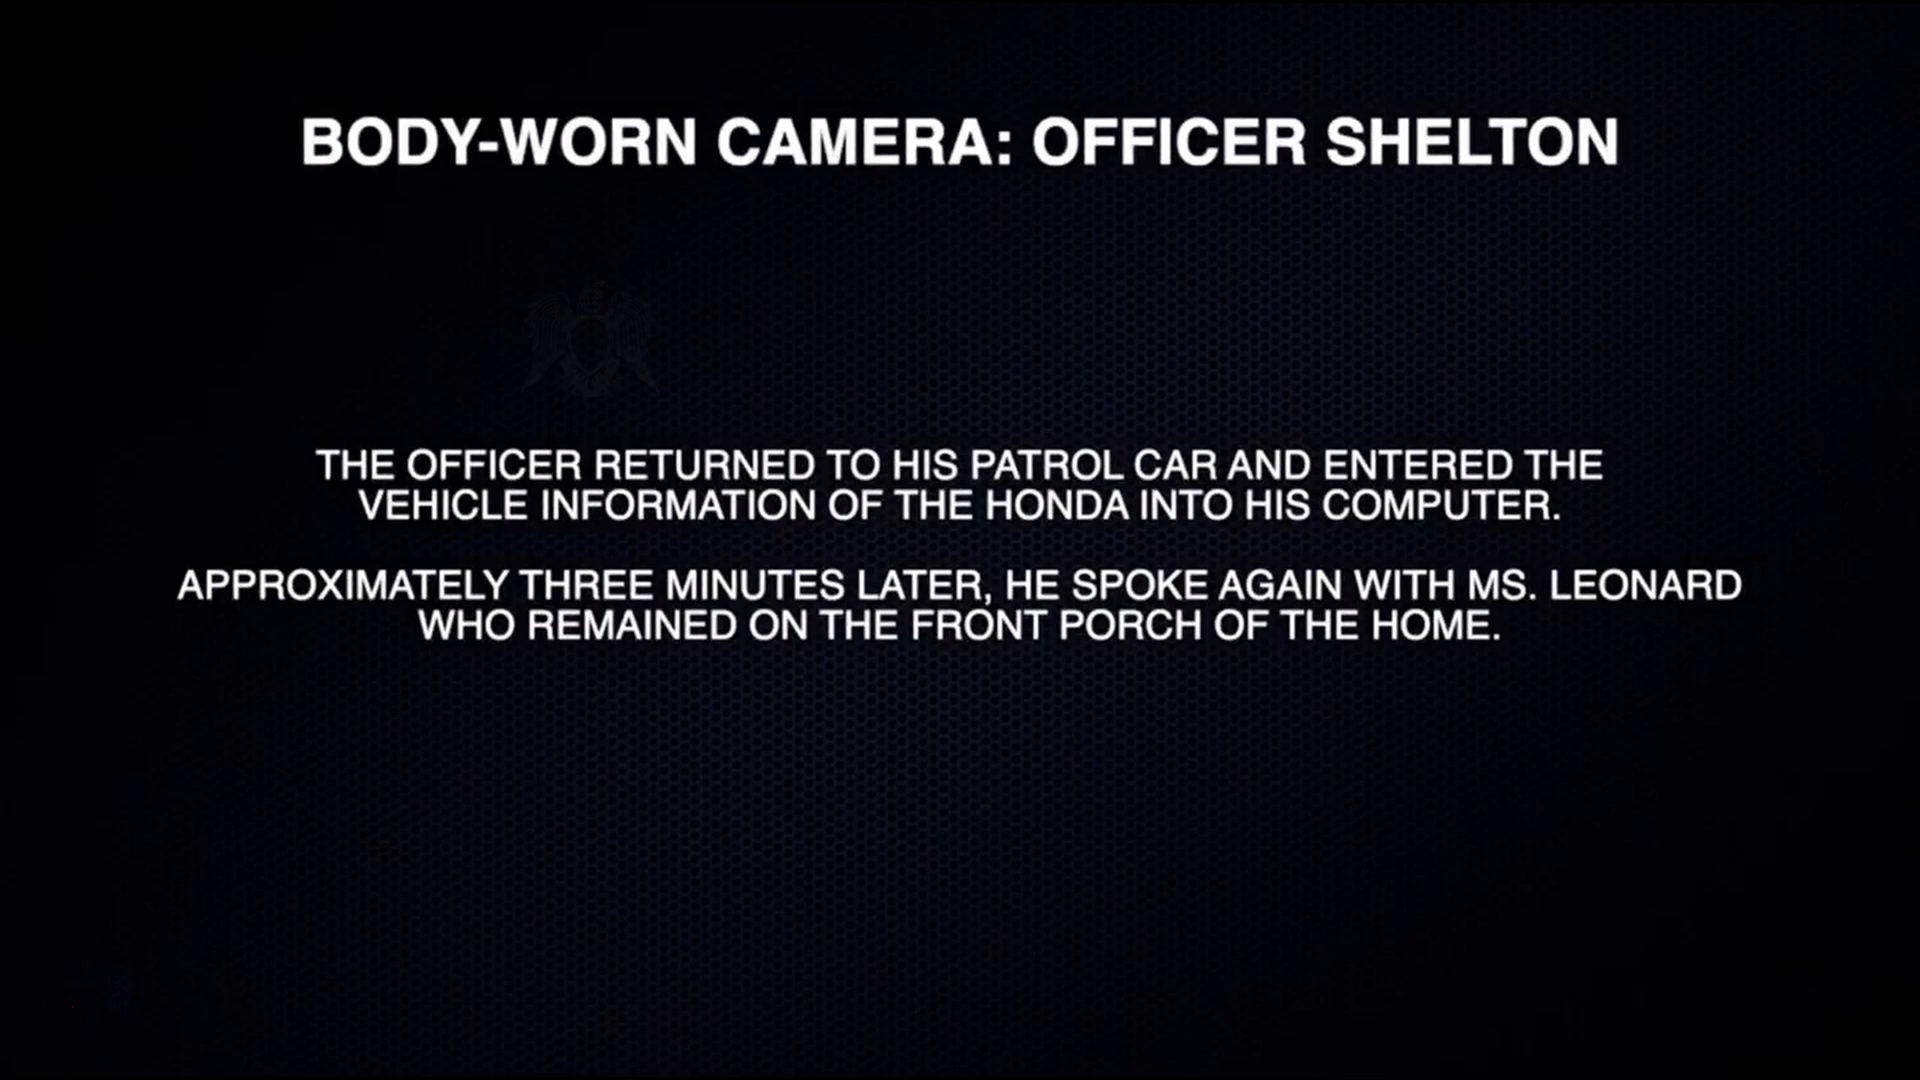 BODY-WORN CAMERA: OFFICER SHELTON
THE OFFICER RETURNED TO HIS PATROL CAR AND ENTERED THE
VEHICLE INFORMATION OF THE HONDA INTO HIS COMPUTER.
APPROXIMATELY THREE MINUTES LATER, HE SPOKE AGAIN WITH MS. LEONARD
WHO REMAINED ON THE FRONT PORCH OF THE HOME.